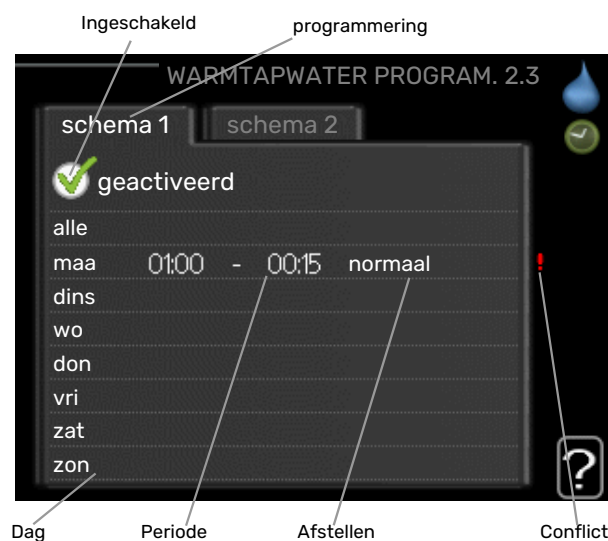 Ingeschakeld programmering
WARMTAPWATER PROGRAM. 2.3
schema 1 schema 2
geactiveerd
alle
maa 01:00 - 00:15 normaal !
dins
wo
don
vri
zat
zon
?
Dag Periode Afstellen Conflict